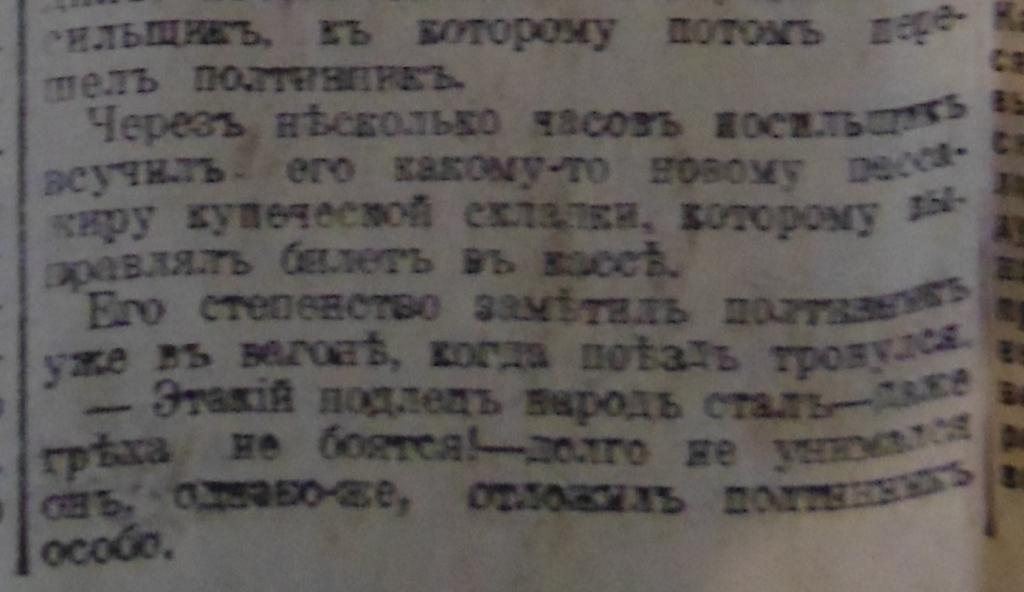 сильщикъ, къ которому потомъ пере-
шелъ полтинникъ.
Черезъ нѣсколько часовъ носильщикъ
всучилъ его какому-то новому пасса-
жиру купеческой складки, которому вы-
правлялъ билетъ въ кассѣ.
Его степенство замѣтилъ полтинникъ
уже въ вагонѣ, когда поѣздъ тронулся.
— Этакій подлецъ народъ сталъ—даже
грѣха не боятся!—долго не унимался
онъ, однако-же, отложилъ полтинникъ
особо.